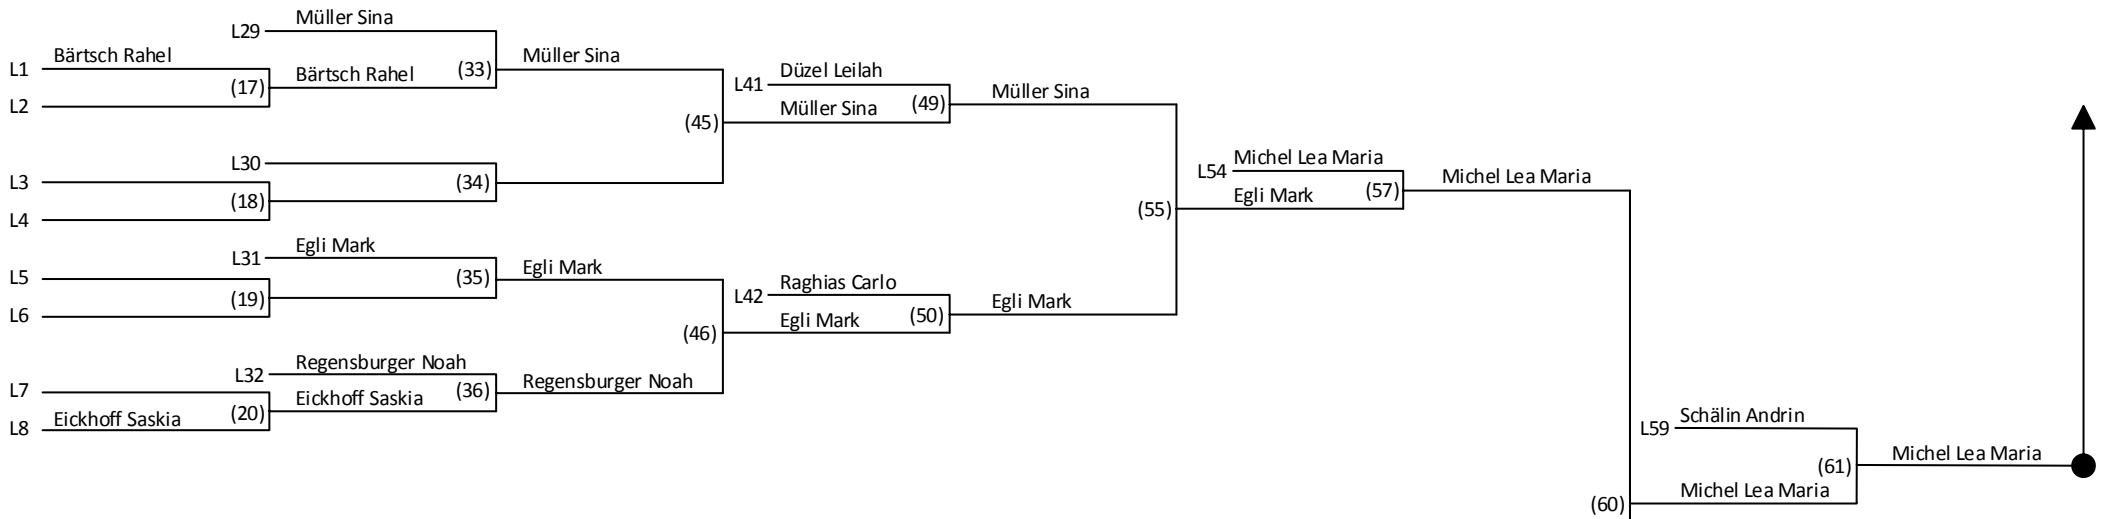 Müller Sina
L29
L1 Bärtsch Rahel
(17) Bärtsch Rahel
(33) Müller Sina
L2
L41 Düzel Leilah
Müller Sina
(49) Müller Sina
(45)
L30
L3
(34)
(18)
L4
L54 Michel Lea Maria
Egli Mark
(57) Michel Lea Maria
(55)
L31 Egli Mark
L5
(35) Egli Mark
(19)
L6
L42 Raghias Carlo
Egli Mark
(50) Egli Mark
(46)
L32 Regensburger Noah
L7
(36) Regensburger Noah
Eickhoff Saskia
(20)
L8 Eickhoff Saskia
L59 Schälin Andrin
(61) Michel Lea Maria
Michel Lea Maria
(60)